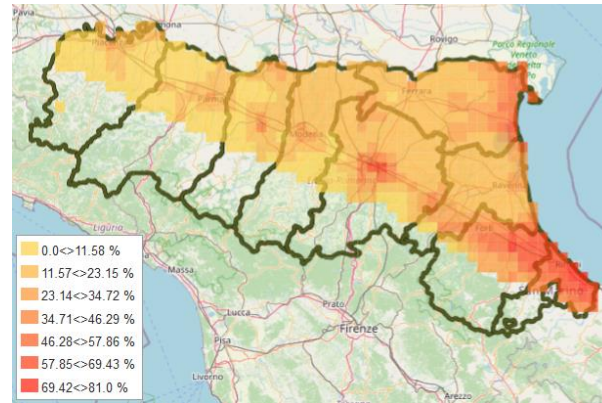 Pavia
Rovigo
Parco Regionale
Veneto
Ferrara
Parma
Modena
Ravenna
Forlì
Liguria
Massa
Lucca
Prato
Pisa
Firenze
Livorno
Arezzo
0.0<>11.58 %
11.57<>23.15 %
23.14<>34.72 %
34.71<>46.29 %
46.28<>57.86 %
57.85<>69.43 %
69.42<>81.0 %